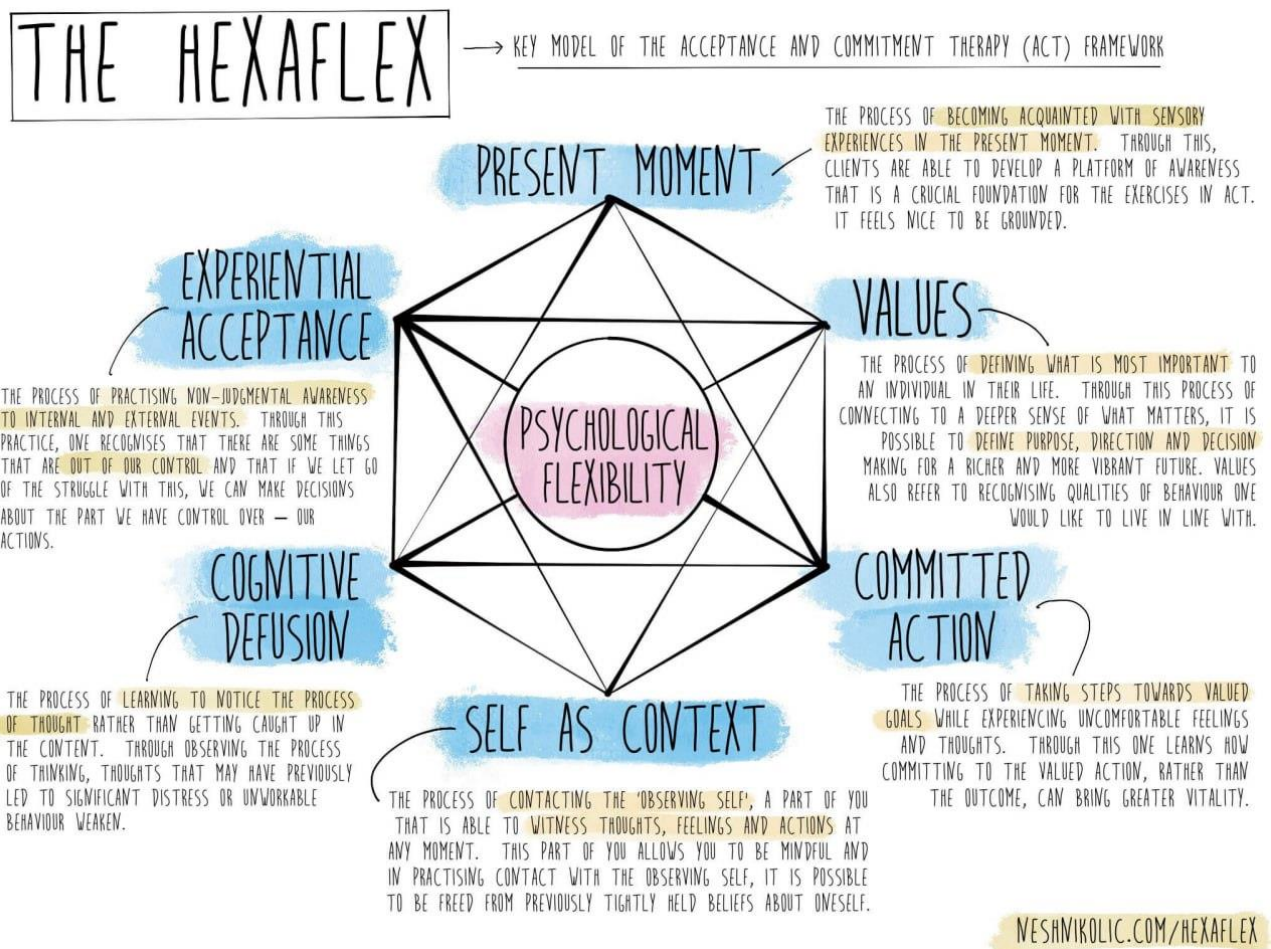 THE HEXAFLEX
KEY MODEL OF THE ACCEPTANCE AND COMMITMENT THERAPY (ACT) FRAMEWORK
PRESENT MOMENT
THE PROCESS OF BECOMING ACQUAINTED WITH SENSORY
EXPERIENCES IN THE PRESENT MOMENT. THROUGH THIS,
CLIENTS ARE ABLE TO DEVELOP A PLATFORM OF AWARENESS
THAT IS A CRUCIAL FOUNDATION FOR THE EXERCISES IN ACT.
IT FEELS NICE TO BE GROUNDED.
EXPERIENTIAL
ACCEPTANCE
THE PROCESS OF PRACTISING NON-JUDGMENTAL AWARENESS
TO INTERNAL AND EXTERNAL EVENTS. THROUGH THIS
PRACTICE, ONE RECOGNISES THAT THERE ARE SOME THINGS
THAT ARE OUT OF OUR CONTROL AND THAT IF WE LET GO
OF THE STRUGGLE WITH THIS, WE CAN MAKE DECISIONS
ABOUT THE PART WE HAVE CONTROL OVER – OUR
ACTIONS.
VALUES
THE PROCESS OF DEFINING WHAT IS MOST IMPORTANT TO
AN INDIVIDUAL IN THEIR LIFE. THROUGH THIS PROCESS OF
CONNECTING TO A DEEPER SENSE OF WHAT MATTERS, IT IS
POSSIBLE TO DEFINE PURPOSE, DIRECTION AND DECISION
MAKING FOR A RICHER AND MORE VIBRANT FUTURE. VALUES
ALSO REFER TO RECOGNISING QUALITIES OF BEHAVIOUR ONE
WOULD LIKE TO LIVE IN LINE WITH.
PSYCHOLOGICAL
FLEXIBILITY
COGNITIVE
DEFUSION
THE PROCESS OF LEARNING TO NOTICE THE PROCESS
OF THOUGHT RATHER THAN GETTING CAUGHT UP IN
THE CONTENT. THROUGH OBSERVING THE PROCESS
OF THINKING, THOUGHTS THAT MAY HAVE PREVIOUSLY
LED TO SIGNIFICANT DISTRESS OR UNWORKABLE
BEHAVIOUR WEAKEN.
COMMITTED
ACTION
THE PROCESS OF TAKING STEPS TOWARDS VALUED
GOALS WHILE EXPERIENCING UNCOMFORTABLE FEELINGS
AND THOUGHTS. THROUGH THIS ONE LEARNS HOW
COMMITTING TO THE VALUED ACTION, RATHER THAN
THE OUTCOME, CAN BRING GREATER VITALITY.
SELF AS CONTEXT
THE PROCESS OF CONTACTING THE 'OBSERVING SELF', A PART OF YOU
THAT IS ABLE TO WITNESS THOUGHTS, FEELINGS AND ACTIONS AT
ANY MOMENT. THIS PART OF YOU ALLOWS YOU TO BE MINDFUL AND
IN PRACTISING CONTACT WITH THE OBSERVING SELF, IT IS POSSIBLE
TO BE FREED FROM PREVIOUSLY TIGHTLY HELD BELIEFS ABOUT ONESELF.
NESHNIKOLIC.COM/HEXAFLEX